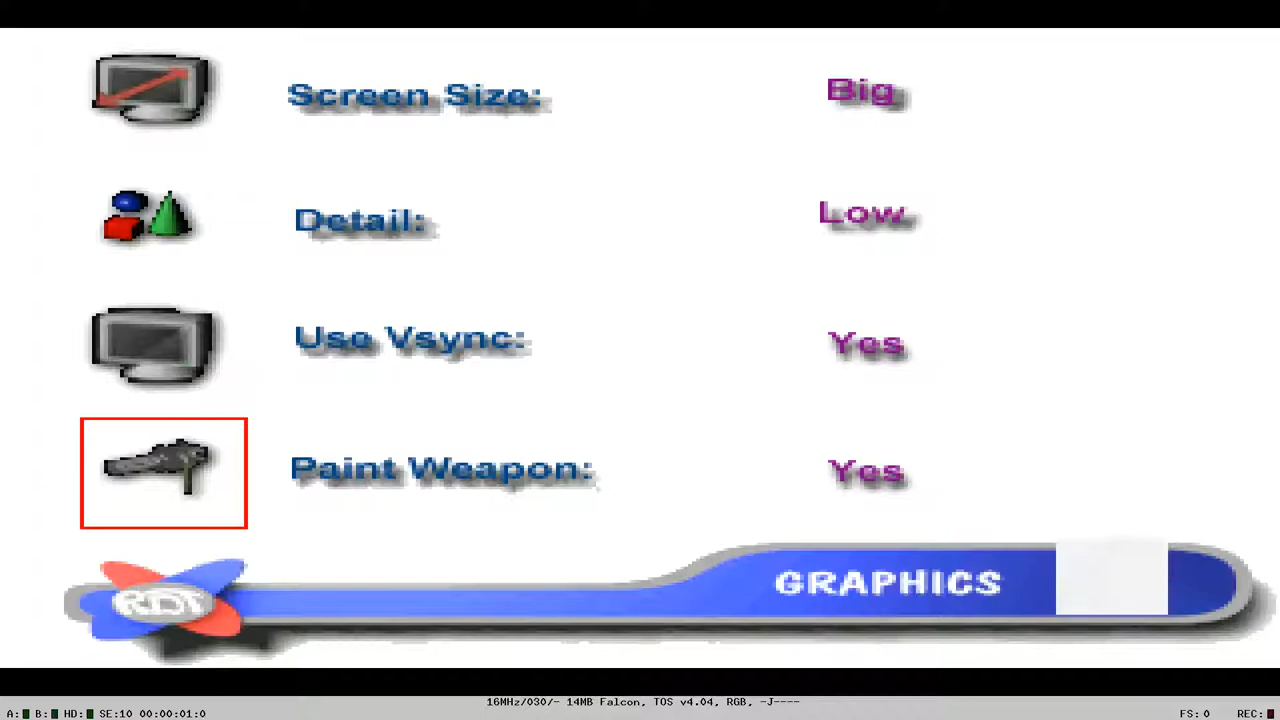 Screen Size: Big
Detail: Low
Use Vsync: Yes
Paint Weapon: Yes
GRAPHICS
16MHz/030/- 14MB Falcon, TOS v4.04, RGB, -J----
A: B: HD: SE:10 00:00:01:0 FS: 0 REC: